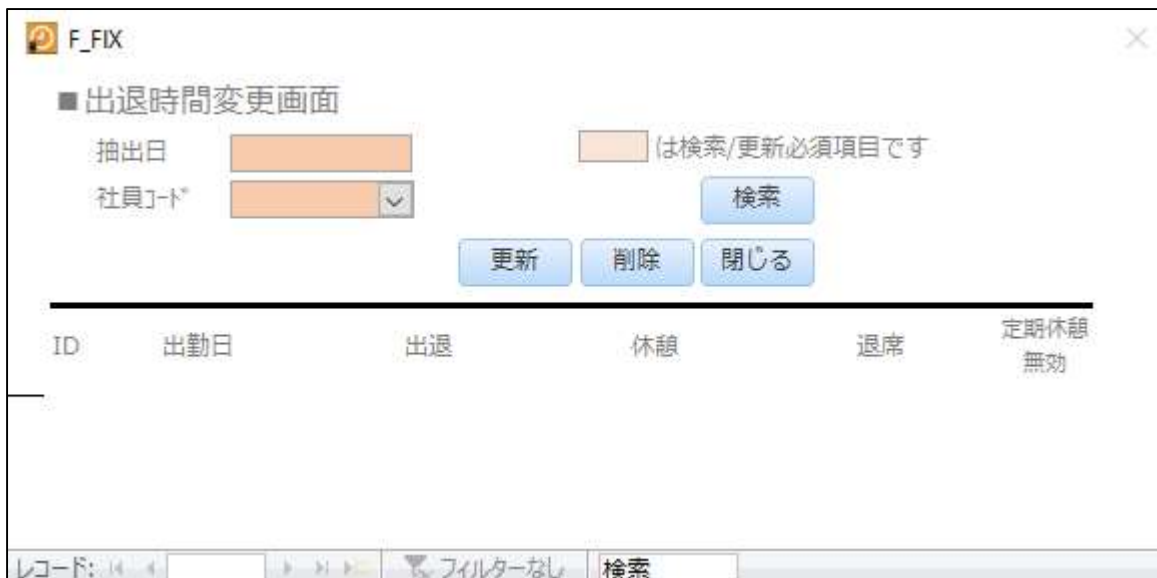 F_FIX
■出退時間変更画面
抽出日
は検索/更新必須項目です
社員ｺｰﾄﾞ
検索
更新 削除 閉じる
ID 出勤日 出退 休憩 退席 定期休憩
無効
レコード: フィルターなし 検索